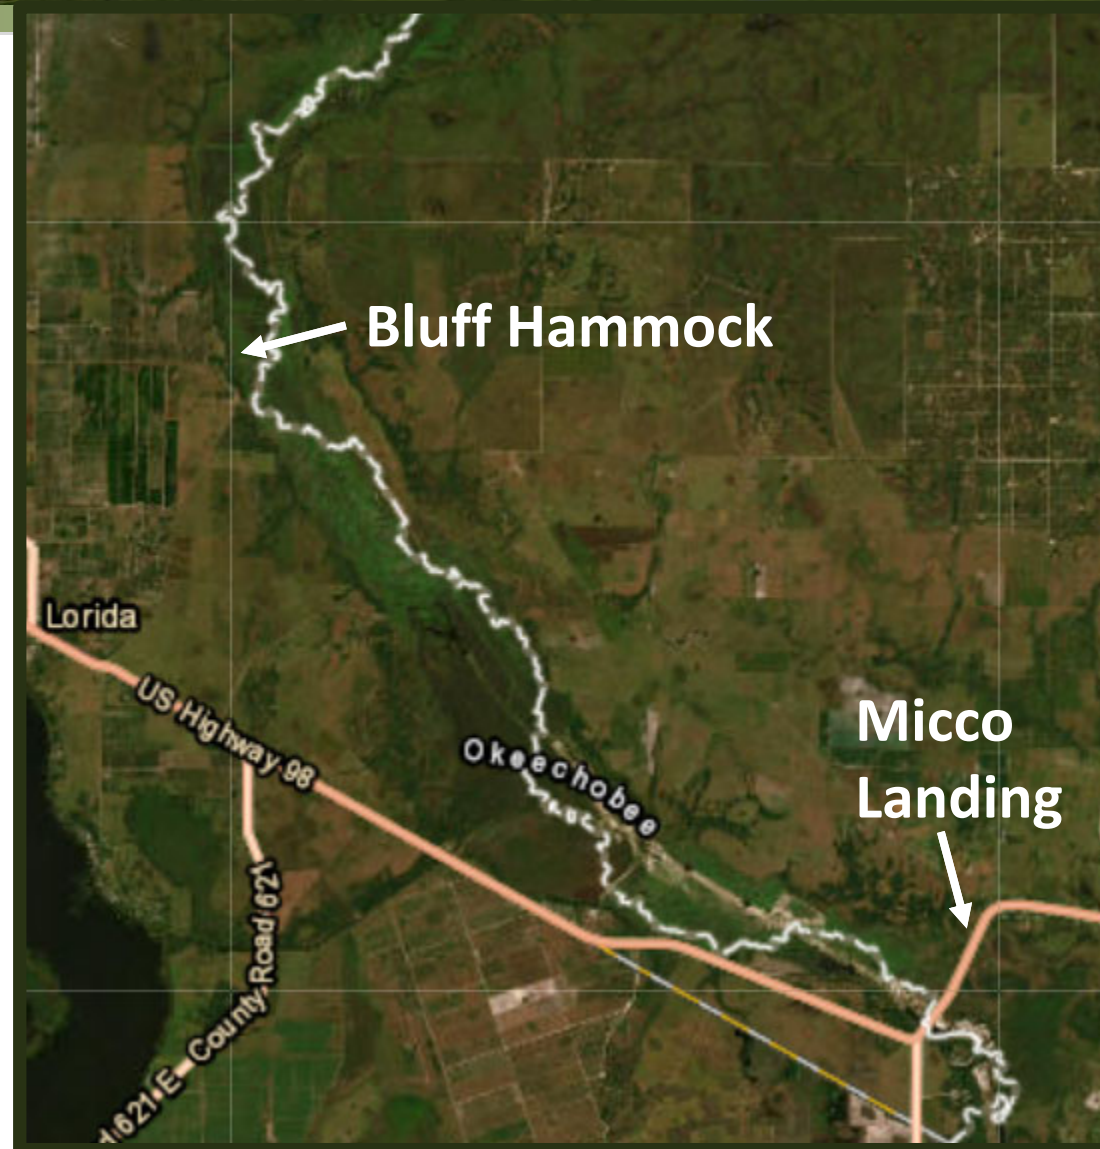 Bluff Hammock
Lorida
US Highway 98
Okeechobee
Micco
Landing
County Road 621
d 621 E